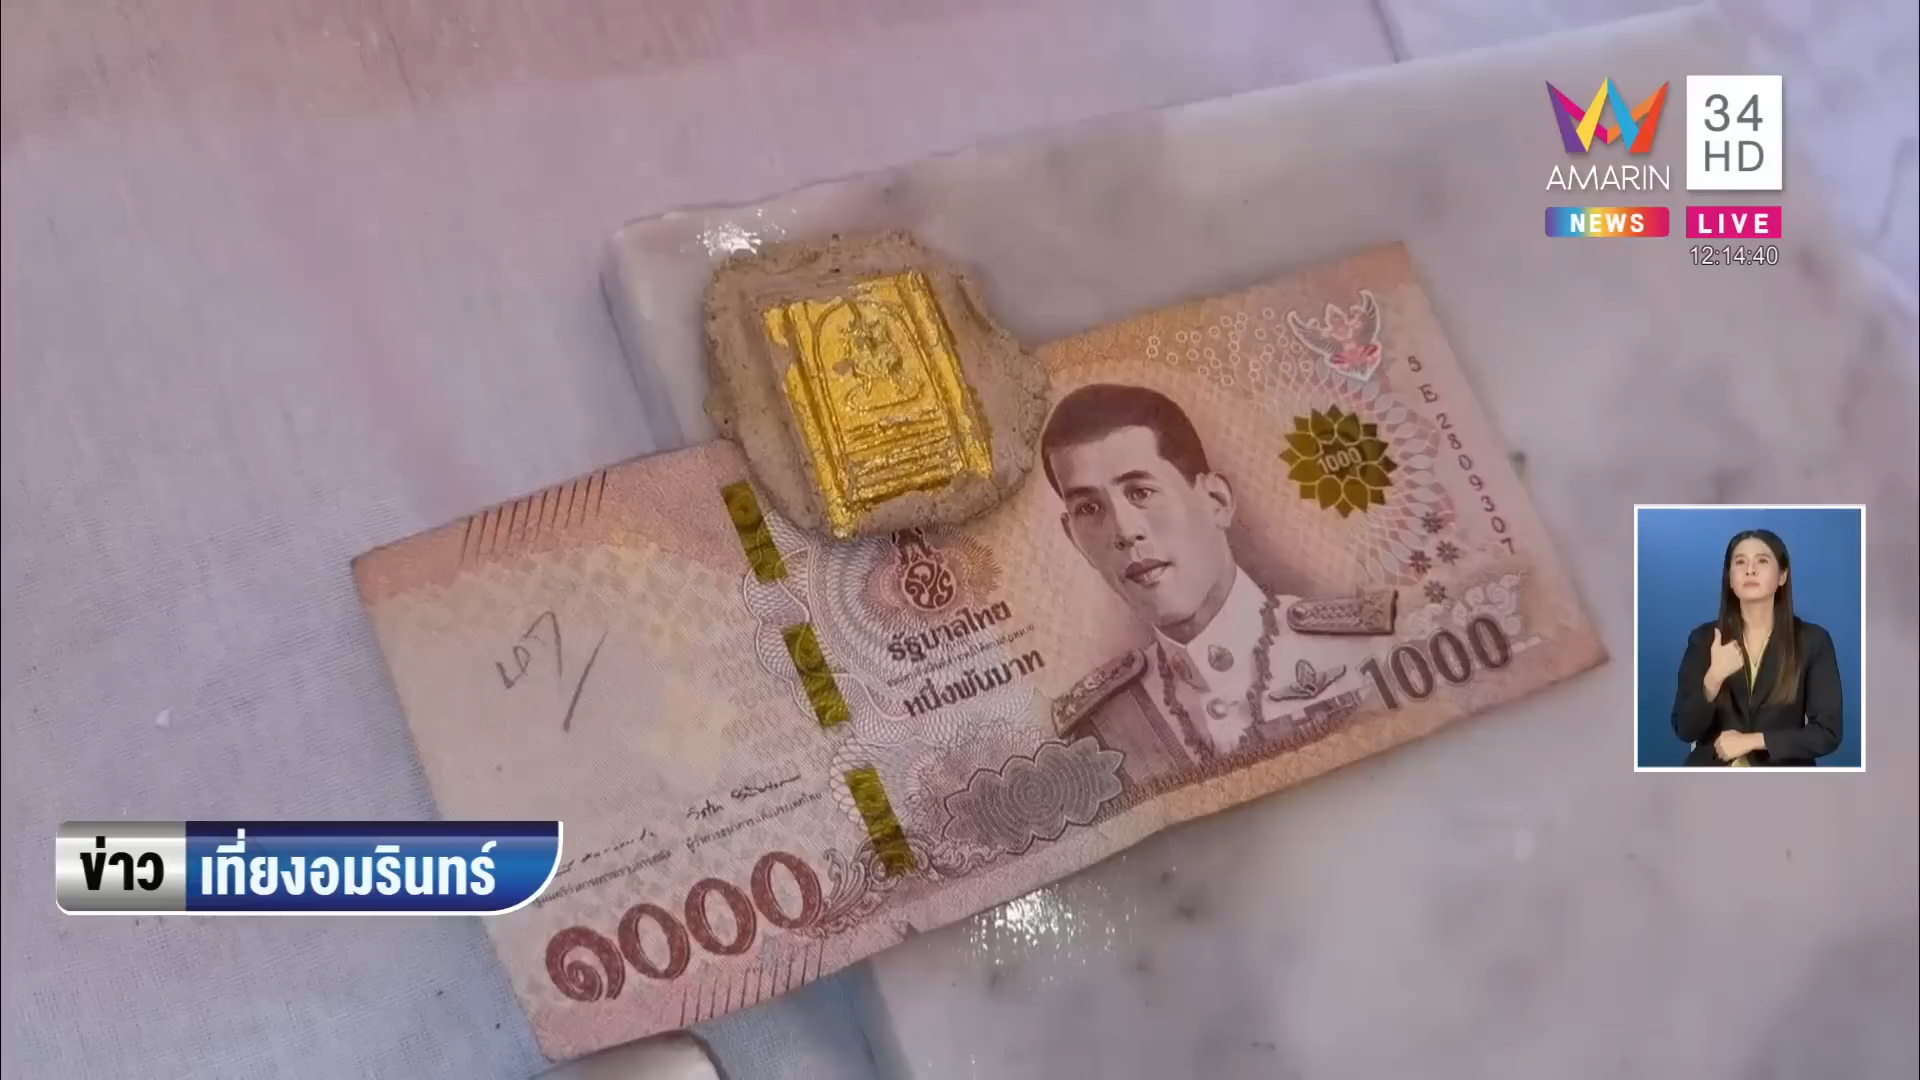 AMARIN
34
HD
NEWS
LIVE
12:14:40
5E2809307
1000
รัฐบาลไทย
หนึ่งพันบาท
1000
๑๐๐๐
ข่าว เที่ยงอมรินทร์